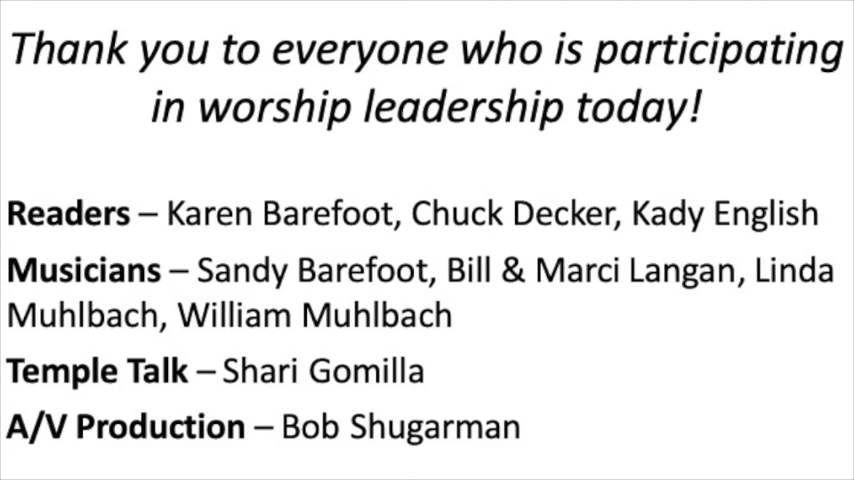 Thank you to everyone who is participating
in worship leadership today!
Readers – Karen Barefoot, Chuck Decker, Kady English
Musicians – Sandy Barefoot, Bill & Marci Langan, Linda
Muhlbach, William Muhlbach
Temple Talk – Shari Gomilla
A/V Production – Bob Shugarman